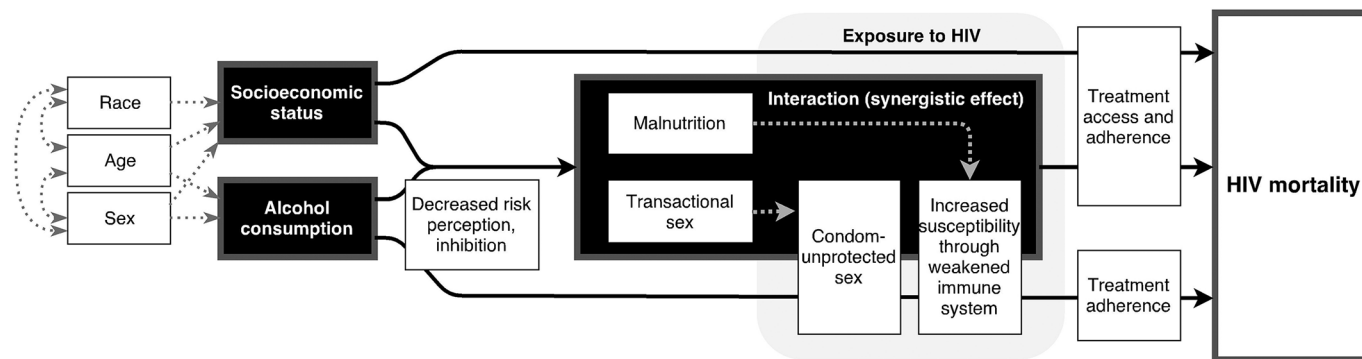 Exposure to HIV
Race
Age
Sex
Socioeconomic
status
Alcohol
consumption
Decreased risk
perception,
inhibition
Interaction (synergistic effect)
Malnutrition
Transactional
sex
Condom-
unprotected
sex
Increased
susceptibility
through
weakened
immune
system
Treatment
access and
adherence
Treatment
adherence
HIV mortality